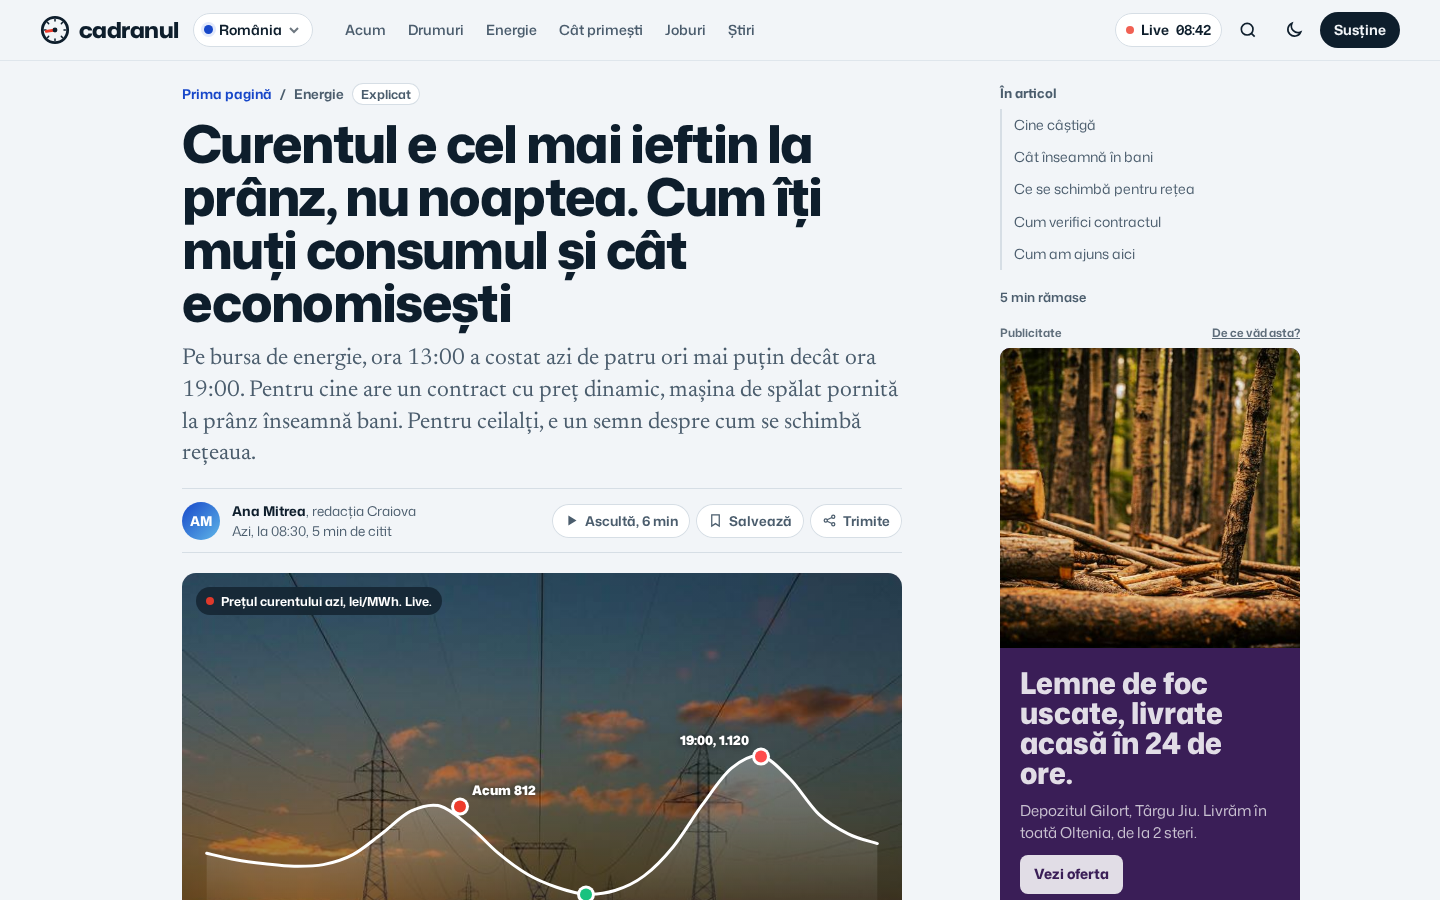 cadranul
România
Acum
Drumuri
Energie
Cât primești
Joburi
Știri
Live 08:42
Susține
Prima pagină / Energie
Explicat
Curentul e cel mai ieftin la
prânz, nu noaptea. Cum îți
muți consumul și cât
economisești
Pe bursa de energie, ora 13:00 a costat azi de patru ori mai puțin decât ora
19:00. Pentru cine are un contract cu preț dinamic, mașina de spălat pornită
la prânz înseamnă bani. Pentru ceilalți, e un semn despre cum se schimbă
rețeaua.
AM
Ana Mitrea, redacția Craiova
Azi, la 08:30, 5 min de citit
Ascultă, 6 min
Salvează
Trimite
Prețul curentului azi, lei/MWh. Live.
19:00, 1.120
Acum 812
În articol
Cine câștigă
Cât înseamnă în bani
Ce se schimbă pentru rețea
Cum verifici contractul
Cum am ajuns aici
5 min rămase
Publicitate
De ce văd asta?
Lemne de foc
uscate, livrate
acasă în 24 de
ore.
Depozitul Gilort, Târgu Jiu. Livrăm în
toată Oltenia, de la 2 steri.
Vezi oferta